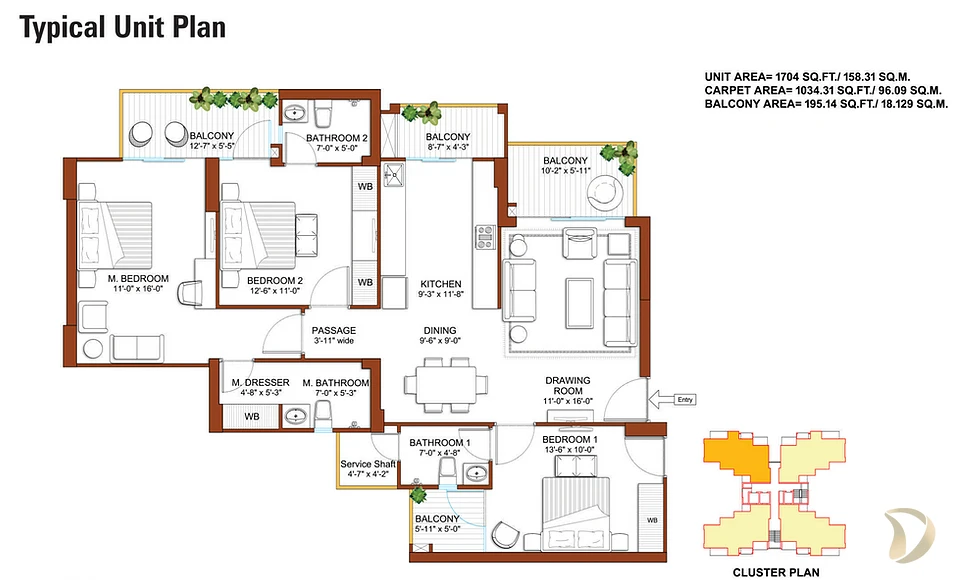 Typical Unit Plan
UNIT AREA= 1704 SQ.FT./ 158.31 SQ.M.
CARPET AREA= 1034.31 SQ.FT./ 96.09 SQ.M.
BALCONY AREA= 195.14 SQ.FT./ 18.129 SQ.M.
BALCONY
12'-7" x 5'-5"
BATHROOM 2
7'-0" x 5'-0"
BALCONY
8'-7" x 4'-3"
BALCONY
10'-2" x 5'-11"
WB
M. BEDROOM
11'-0" x 16'-0"
BEDROOM 2
12'-6" x 11'-0"
WB
KITCHEN
9'-3" x 11'-8"
PASSAGE
3'-11" wide
DINING
9'-6" x 9'-0"
M. DRESSER
4'-8" x 5'-3"
M. BATHROOM
7'-0" x 5'-3"
WB
DRAWING
ROOM
11'-0" x 16'-0"
Entry
BATHROOM 1
7'-0" x 4'-8"
BEDROOM 1
13'-6" x 10'-0"
Service Shaft
4'-7" x 4'-2"
BALCONY
5'-11" x 5'-0"
WB
CLUSTER PLAN